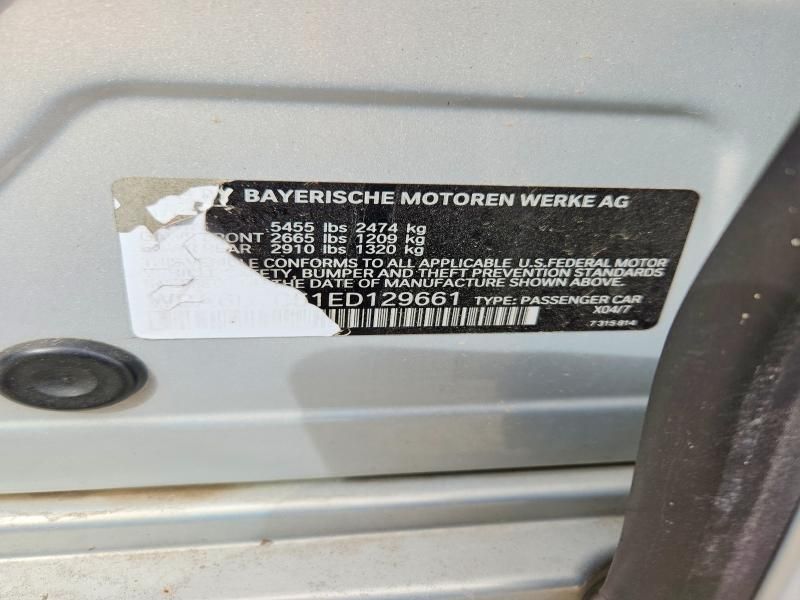 BAYERISCHE MOTOREN WERKE AG
5455 lbs 2474 kg
2665 lbs 1209 kg
2910 lbs 1320 kg
CONFORMS TO ALL APPLICABLE U.S.FEDERAL MOTOR
SAFETY, BUMPER AND THEFT PREVENTION
THE DATE OF MANUFACTURE SHOWN ABOVE.
1ED129661 TYPE: PASSENGER CAR
X04/7
7 315 814